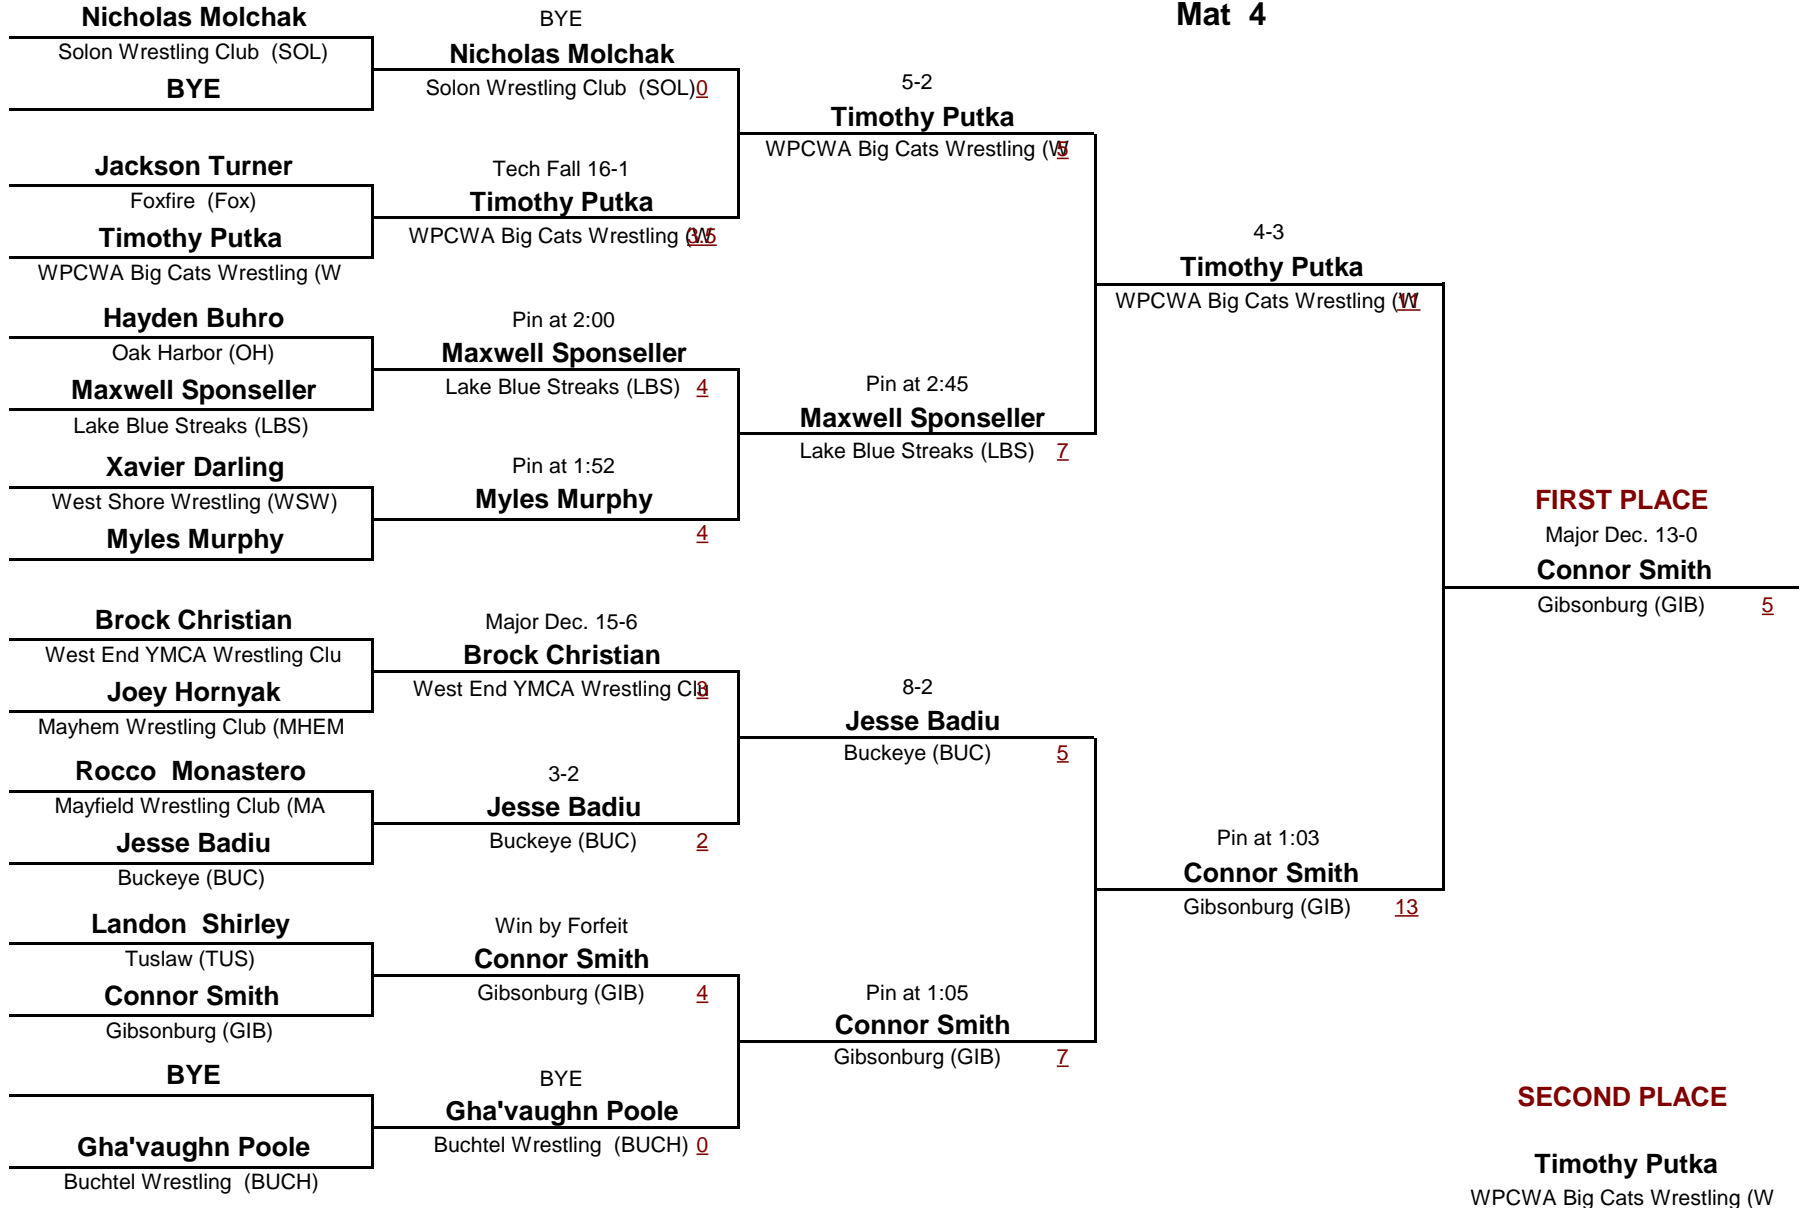 Mat 4
Nicholas Molchak
Solon Wrestling Club (SOL)
BYE
Jackson Turner
Foxfire (Fox)
Timothy Putka
WPCWA Big Cats Wrestling (W
Hayden Buhro
Oak Harbor (OH)
Maxwell Sponseller
Lake Blue Streaks (LBS)
Xavier Darling
West Shore Wrestling (WSW)
Myles Murphy
Brock Christian
West End YMCA Wrestling Clu
Joey Hornyak
Mayhem Wrestling Club (MHEM
Rocco Monastero
Mayfield Wrestling Club (MA
Jesse Badiu
Buckeye (BUC)
Landon Shirley
Tuslaw (TUS)
Connor Smith
Gibsonburg (GIB)
BYE
Gha'vaughn Poole
Buchtel Wrestling (BUCH)
BYE
Nicholas Molchak
Solon Wrestling Club (SOL) 0
Tech Fall 16-1
Timothy Putka
WPCWA Big Cats Wrestling (W 3.5
Pin at 2:00
Maxwell Sponseller
Lake Blue Streaks (LBS) 4
Pin at 1:52
Myles Murphy
4
Major Dec. 15-6
Brock Christian
West End YMCA Wrestling Clu 3
3-2
Jesse Badiu
Buckeye (BUC) 2
Win by Forfeit
Connor Smith
Gibsonburg (GIB) 4
BYE
Gha'vaughn Poole
Buchtel Wrestling (BUCH) 0
5-2
Timothy Putka
WPCWA Big Cats Wrestling (W 5
Pin at 2:45
Maxwell Sponseller
Lake Blue Streaks (LBS) 7
8-2
Jesse Badiu
Buckeye (BUC) 5
Pin at 1:05
Connor Smith
Gibsonburg (GIB) 7
4-3
Timothy Putka
WPCWA Big Cats Wrestling (W 11
Pin at 1:03
Connor Smith
Gibsonburg (GIB) 13
FIRST PLACE
Major Dec. 13-0
Connor Smith
Gibsonburg (GIB) 5
SECOND PLACE
Timothy Putka
WPCWA Big Cats Wrestling (W